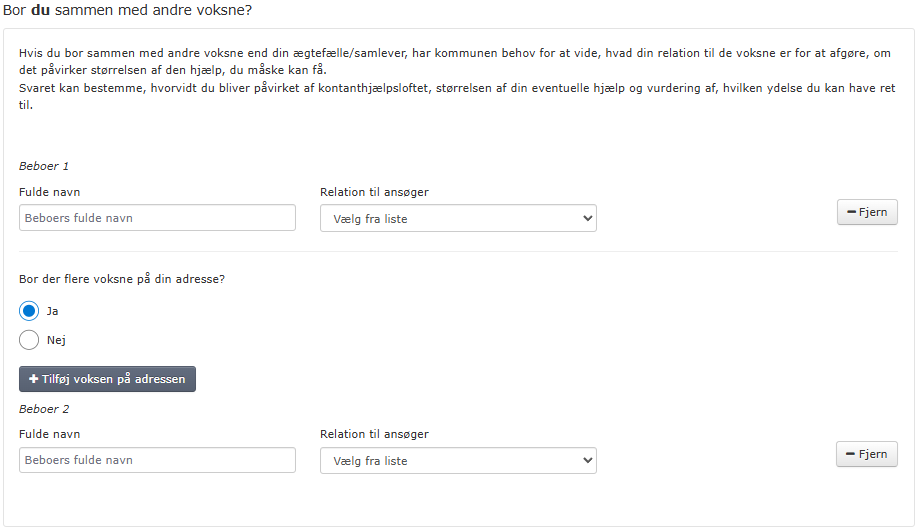 Bor du sammen med andre voksne?
Hvis du bor sammen med andre voksne end din ægtefælle/samlever, har kommunen behov for at vide, hvad din relation til de voksne er for at afgøre, om
det påvirker størrelsen af den hjælp, du måske kan få.
Svaret kan bestemme, hvorvidt du bliver påvirket af kontanthjælpsloftet, størrelsen af din eventuelle hjælp og vurdering af, hvilken ydelse du kan have ret
til.
Beboer 1
Fulde navn Relation til ansøger
Beboers fulde navn Vælg fra liste Fjern
Bor der flere voksne på din adresse?
Ja
Nej
Tilføj voksen på adressen
Beboer 2
Fulde navn Relation til ansøger
Beboers fulde navn Vælg fra liste Fjern